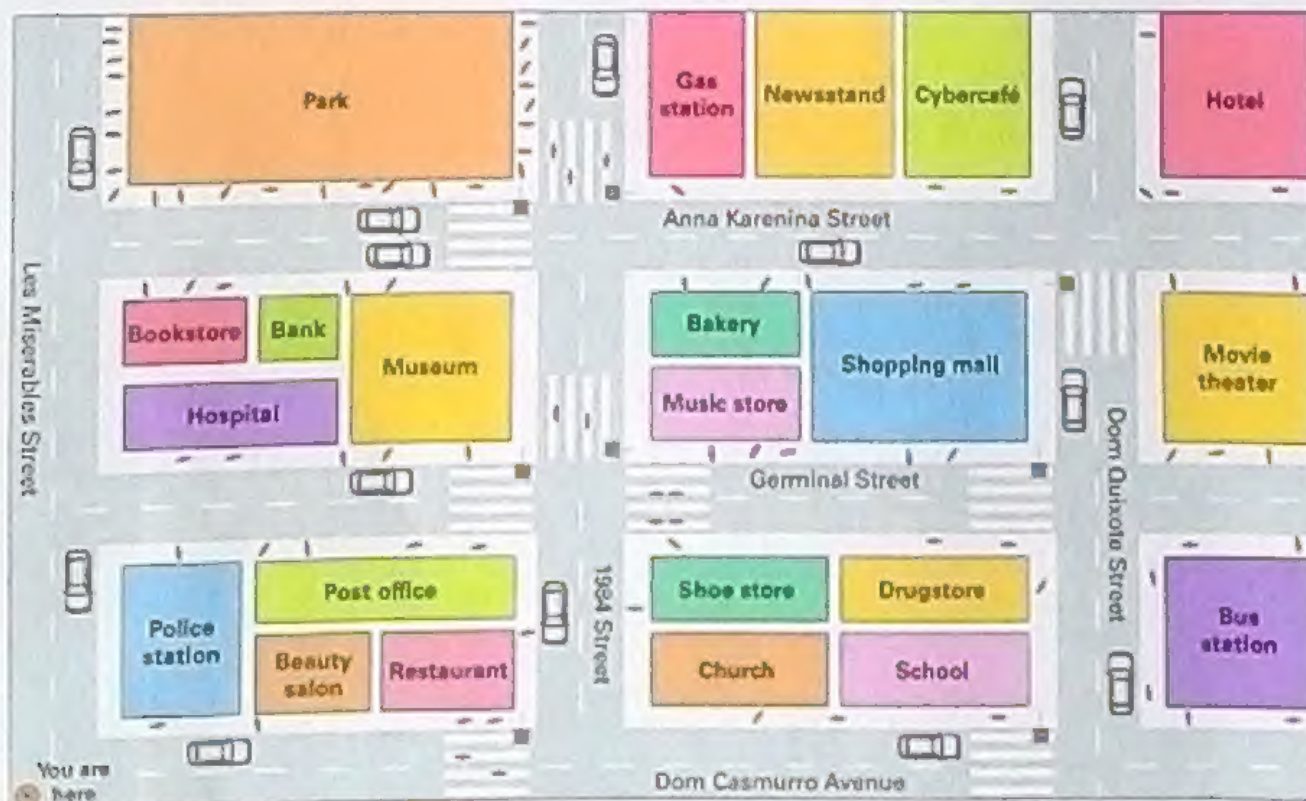 Park
Gas
station
Newsatand
Cybercafé
Hotel
Anna Karenina Street
Les Miserables Street
Bookstore
Bank
Museum
Hospital
Bakery
Music store
Shopping mall
Movie
theater
Germinal Street
Dom Quixote Street
Police
station
Post office
Beauty
salon
Restaurant
1984 Street
Shoe store
Drugstore
Church
School
Bus
station
You are
here
Dom Casmurro Avenue